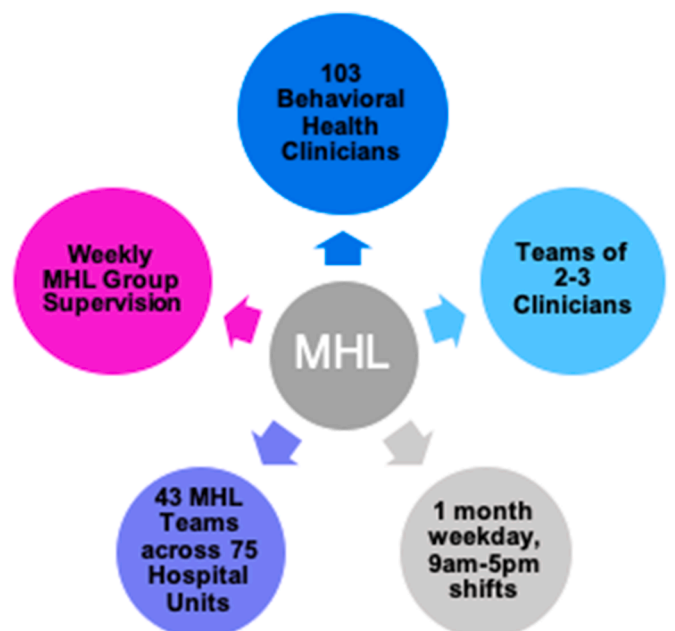 103
Behavioral
Health
Clinicians
Weekly
MHL Group
Supervision
Teams of
2-3
Clinicians
MHL
43 MHL
Teams
across 75
Hospital
Units
1 month
weekday,
9am-5pm
shifts